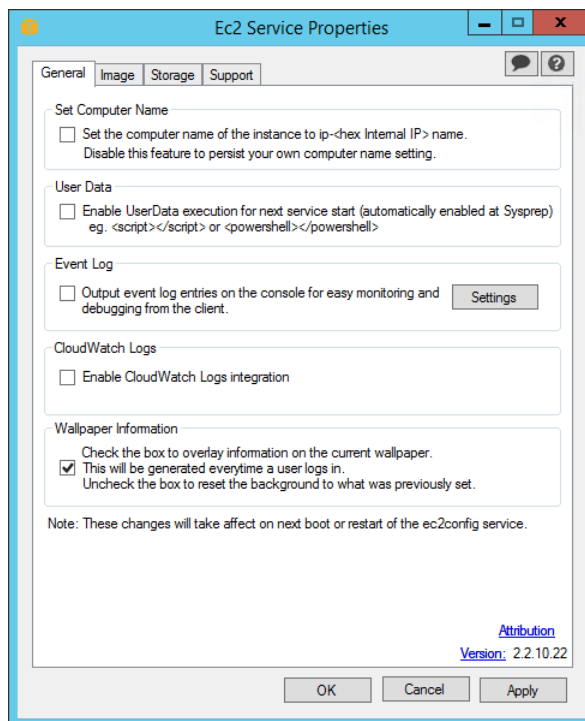 Ec2 Service Properties
General Image Storage Support
Set Computer Name
Set the computer name of the instance to ip-<hex Internal IP> name.
Disable this feature to persist your own computer name setting.
User Data
Enable UserData execution for next service start (automatically enabled at Sysprep)
eg. <script></script> or <powershell></powershell>
Event Log
Output event log entries on the console for easy monitoring and
debugging from the client.
Settings
CloudWatch Logs
Enable CloudWatch Logs integration
Wallpaper Information
Check the box to overlay information on the current wallpaper.
This will be generated everytime a user logs in.
Uncheck the box to reset the background to what was previously set.
Note: These changes will take affect on next boot or restart of the ec2config service.
Attribution
Version: 2.2.10.22
OK Cancel Apply